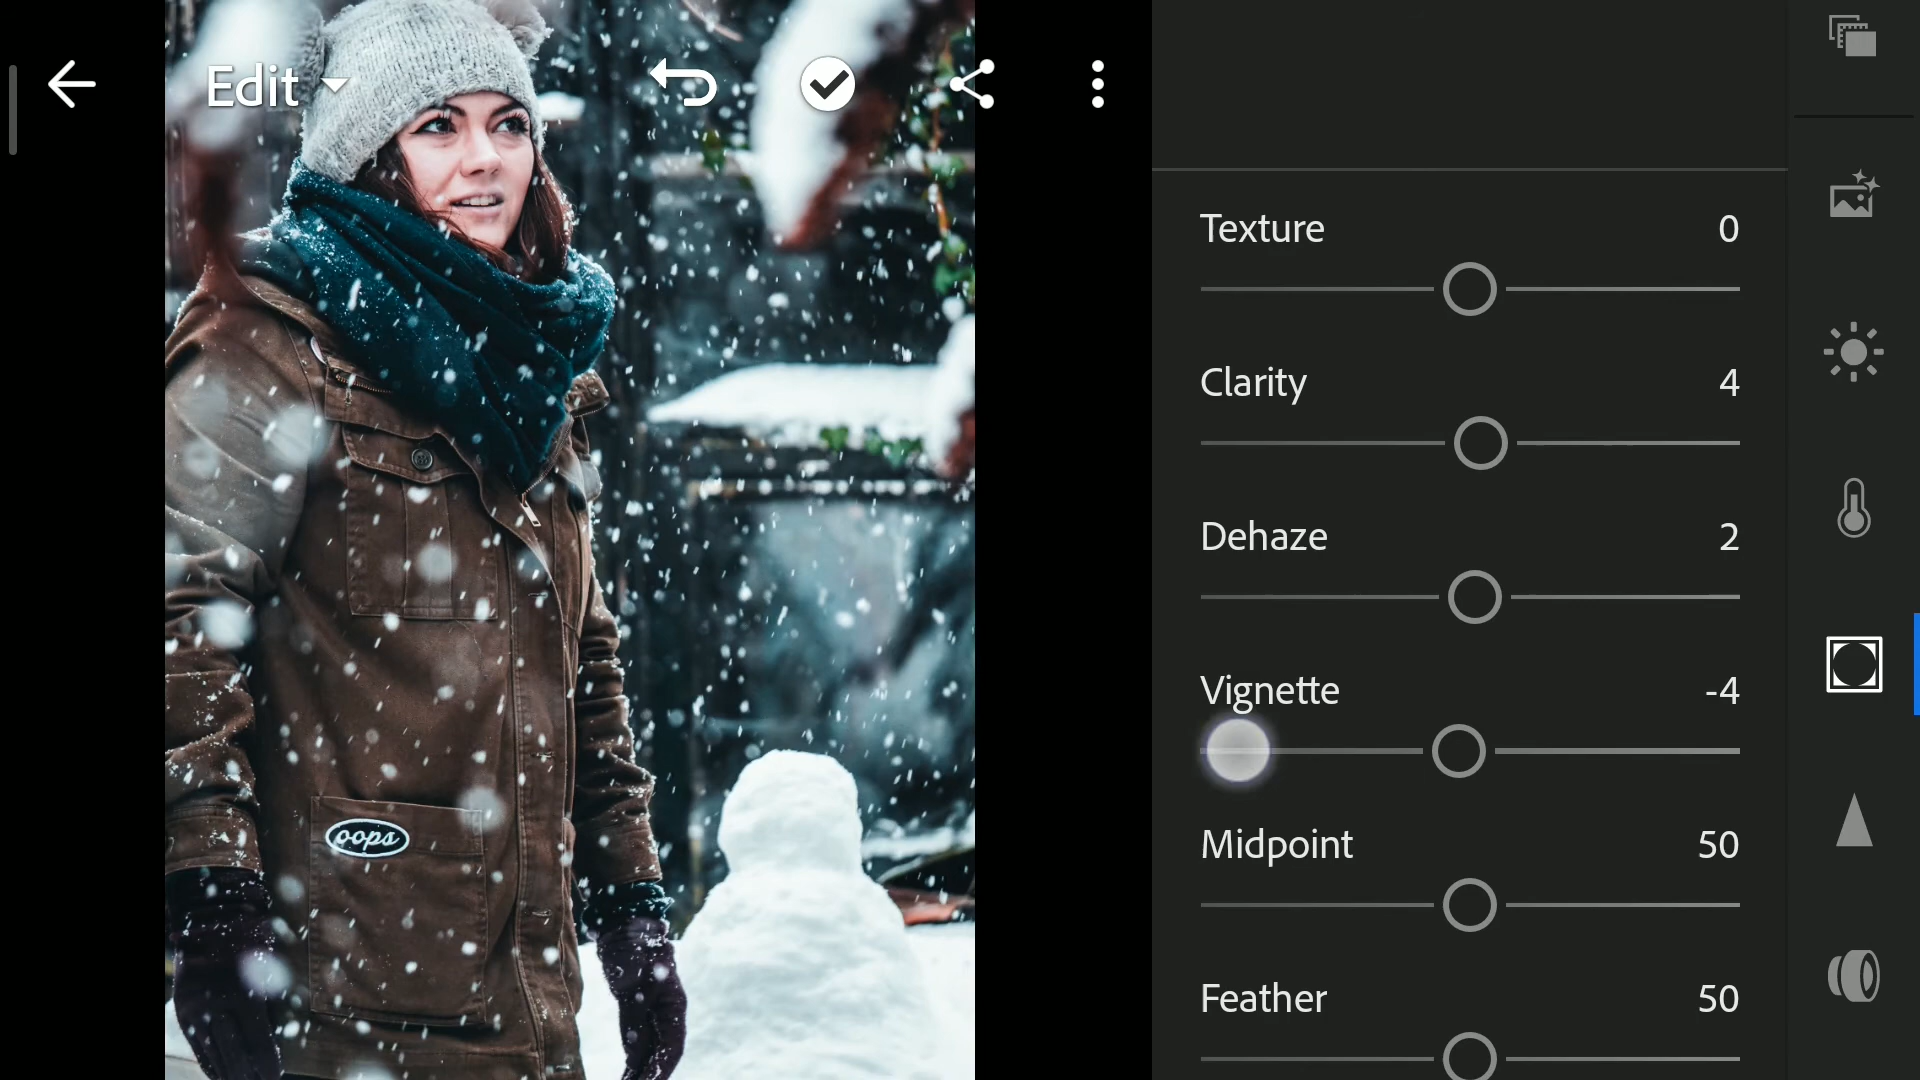 Edit
Texture 0
Clarity 4
Dehaze 2
Vignette -4
Midpoint 50
Feather 50
oops